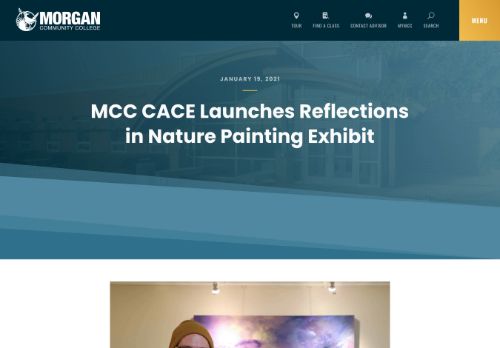 MORGAN
COMMUNITY COLLEGE
TOUR
FIND A CLASS
CONTACT ADVISOR
MYMCC
SEARCH
MENU
JANUARY 19, 2021
MCC CACE Launches Reflections
in Nature Painting Exhibit